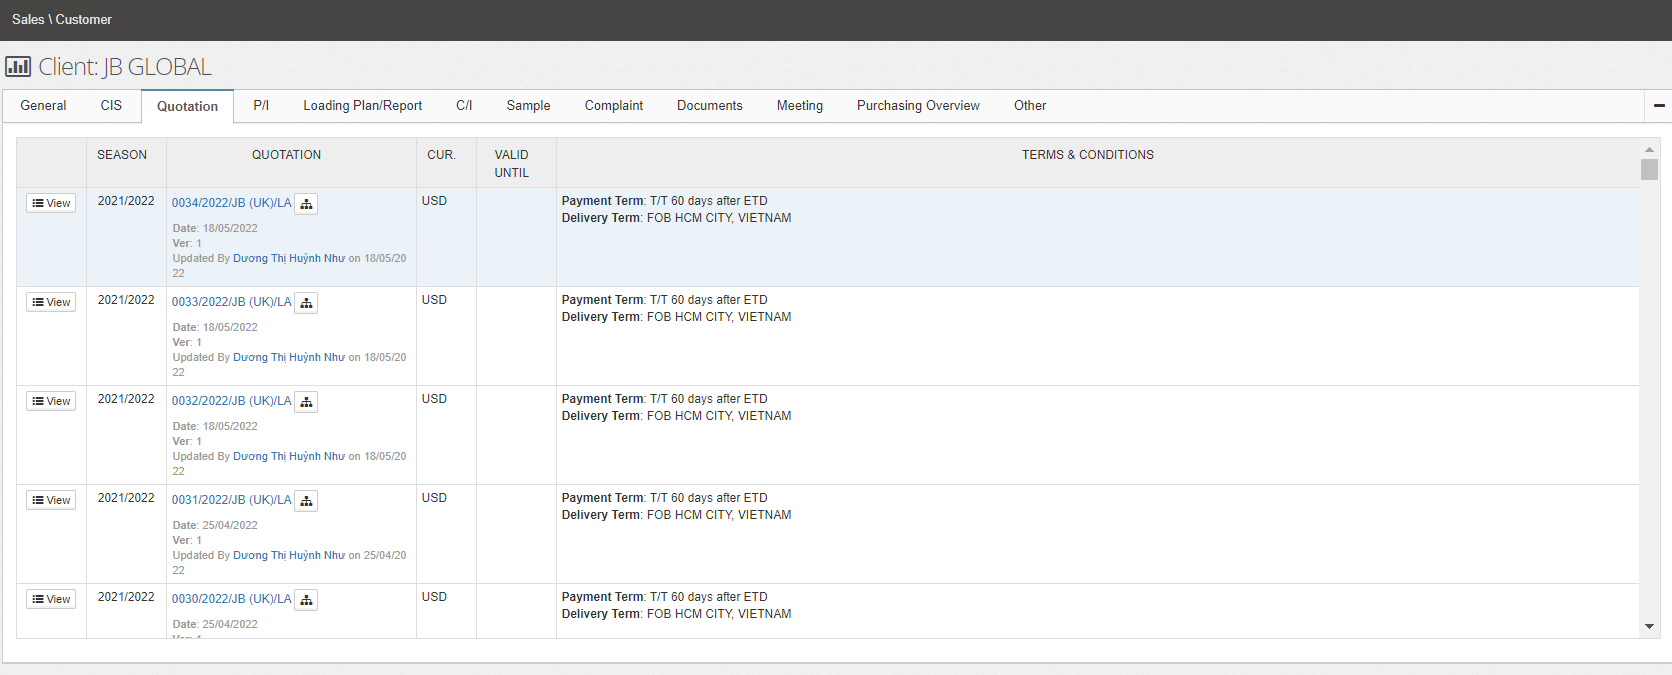 Sales \ Customer
Client: JB GLOBAL
General CIS Quotation P/I Loading Plan/Report C/I Sample Complaint Documents Meeting Purchasing Overview Other
SEASON QUOTATION CUR. VALID UNTIL TERMS & CONDITIONS
View 2021/2022 0034/2022/JB (UK)/LA USD Payment Term: T/T 60 days after ETD
Delivery Term: FOB HCM CITY, VIETNAM
Date: 18/05/2022
Ver: 1
Updated By Dương Thị Huỳnh Như on 18/05/20
22
View 2021/2022 0033/2022/JB (UK)/LA USD Payment Term: T/T 60 days after ETD
Delivery Term: FOB HCM CITY, VIETNAM
Date: 18/05/2022
Ver: 1
Updated By Dương Thị Huỳnh Như on 18/05/20
22
View 2021/2022 0032/2022/JB (UK)/LA USD Payment Term: T/T 60 days after ETD
Delivery Term: FOB HCM CITY, VIETNAM
Date: 18/05/2022
Ver: 1
Updated By Dương Thị Huỳnh Như on 18/05/20
22
View 2021/2022 0031/2022/JB (UK)/LA USD Payment Term: T/T 60 days after ETD
Delivery Term: FOB HCM CITY, VIETNAM
Date: 25/04/2022
Ver: 1
Updated By Dương Thị Huỳnh Như on 25/04/20
22
View 2021/2022 0030/2022/JB (UK)/LA USD Payment Term: T/T 60 days after ETD
Delivery Term: FOB HCM CITY, VIETNAM
Date: 25/04/2022